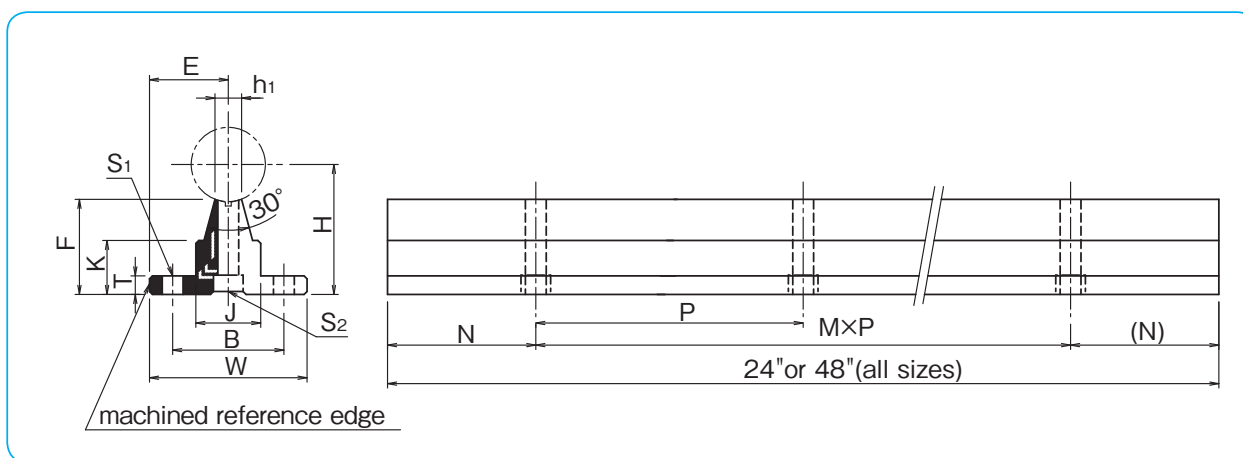 E
h1
S1
30°
F
K
T
H
J
S2
B
W
machined reference edge
P
N
M×P
(N)
24"or 48"(all sizes)